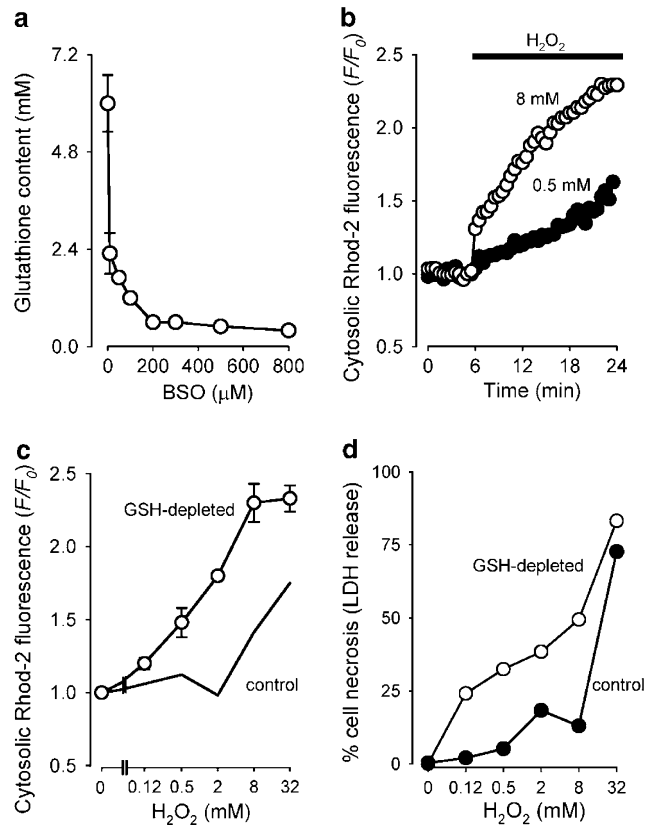 a
7.2
4.8
2.4
0.0
Glutathione content (mM)
0 200 400 600 800
BSO (μM)
b
H₂O₂
2.5
2.0
1.5
1.0
0.5
Cytosolic Rhod-2 fluorescence (F/F₀)
8 mM
0.5 mM
0 6 12 18 24
Time (min)
c
2.5
2.0
1.5
1.0
0.5
Cytosolic Rhod-2 fluorescence (F/F₀)
GSH-depleted
control
0 0.12 0.5 2 8 32
H₂O₂ (mM)
d
100
75
50
25
0
% cell necrosis (LDH release)
GSH-depleted
control
0 0.12 0.5 2 8 32
H₂O₂ (mM)